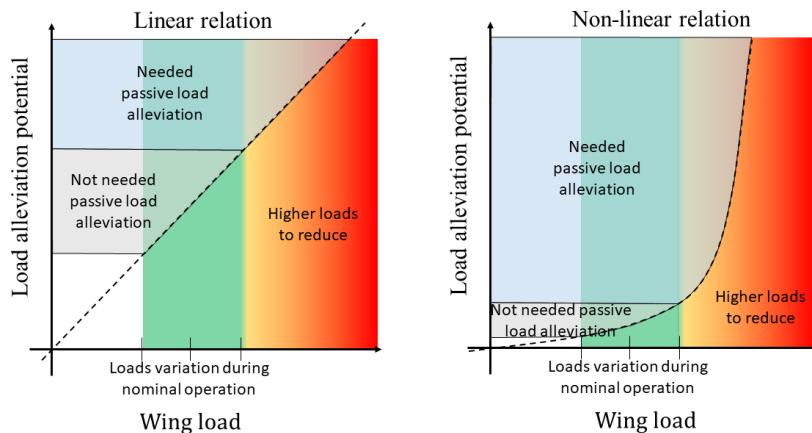 Linear relation
Load alleviation potential
Needed
passive load
alleviation
Not needed
passive load
alleviation
Higher loads
to reduce
Loads variation during
nominal operation
Wing load
Non-linear relation
Load alleviation potential
Needed
passive load
alleviation
Not needed passive
load alleviation
Higher loads
to reduce
Loads variation during
nominal operation
Wing load